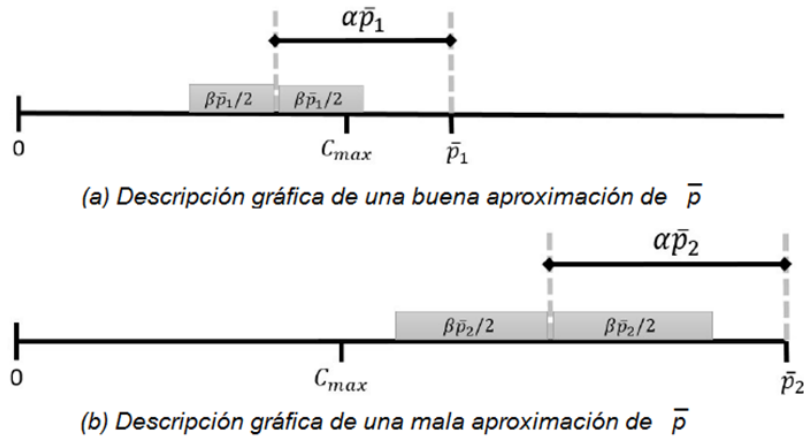 αp̄₁
βp̄₁/2 βp̄₁/2
0 C_max p̄₁
(a) Descripción gráfica de una buena aproximación de p̄
αp̄₂
βp̄₂/2 βp̄₂/2
0 C_max p̄₂
(b) Descripción gráfica de una mala aproximación de p̄